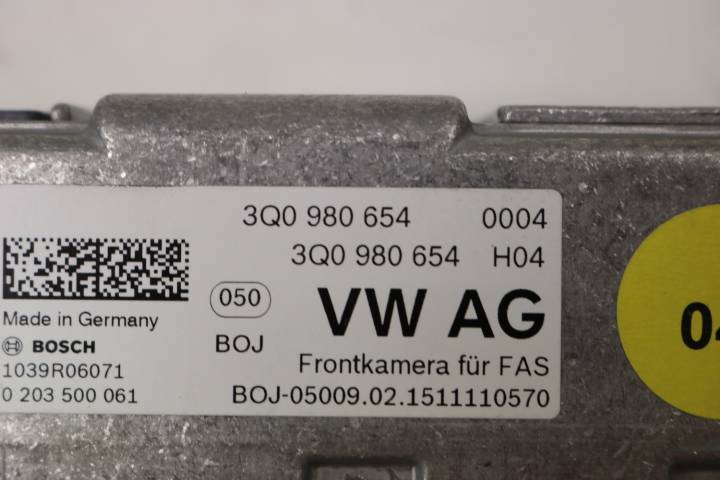 3Q0 980 654 0004
3Q0 980 654 H04
050
VW AG
Made in Germany
BOSCH
BOJ
Frontkamera für FAS
1039R06071
0 203 500 061
BOJ-05009.02.1511110570